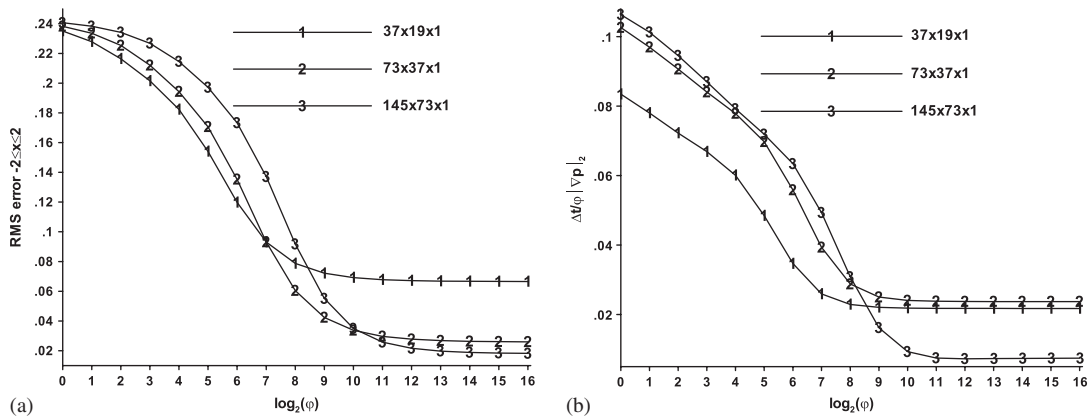 .24
.22
.2
.18
.16
.14
.12
.1
.08
.06
.04
.02
RMS error -2≤x≤2
1 37x19x1
2 73x37x1
3 145x73x1
0 1 2 3 4 5 6 7 8 9 10 11 12 13 14 15 16
log2(φ)
(a)
.1
.08
.06
.04
.02
Δt/φ|∇p|2
1 37x19x1
2 73x37x1
3 145x73x1
0 1 2 3 4 5 6 7 8 9 10 11 12 13 14 15 16
log2(φ)
(b)